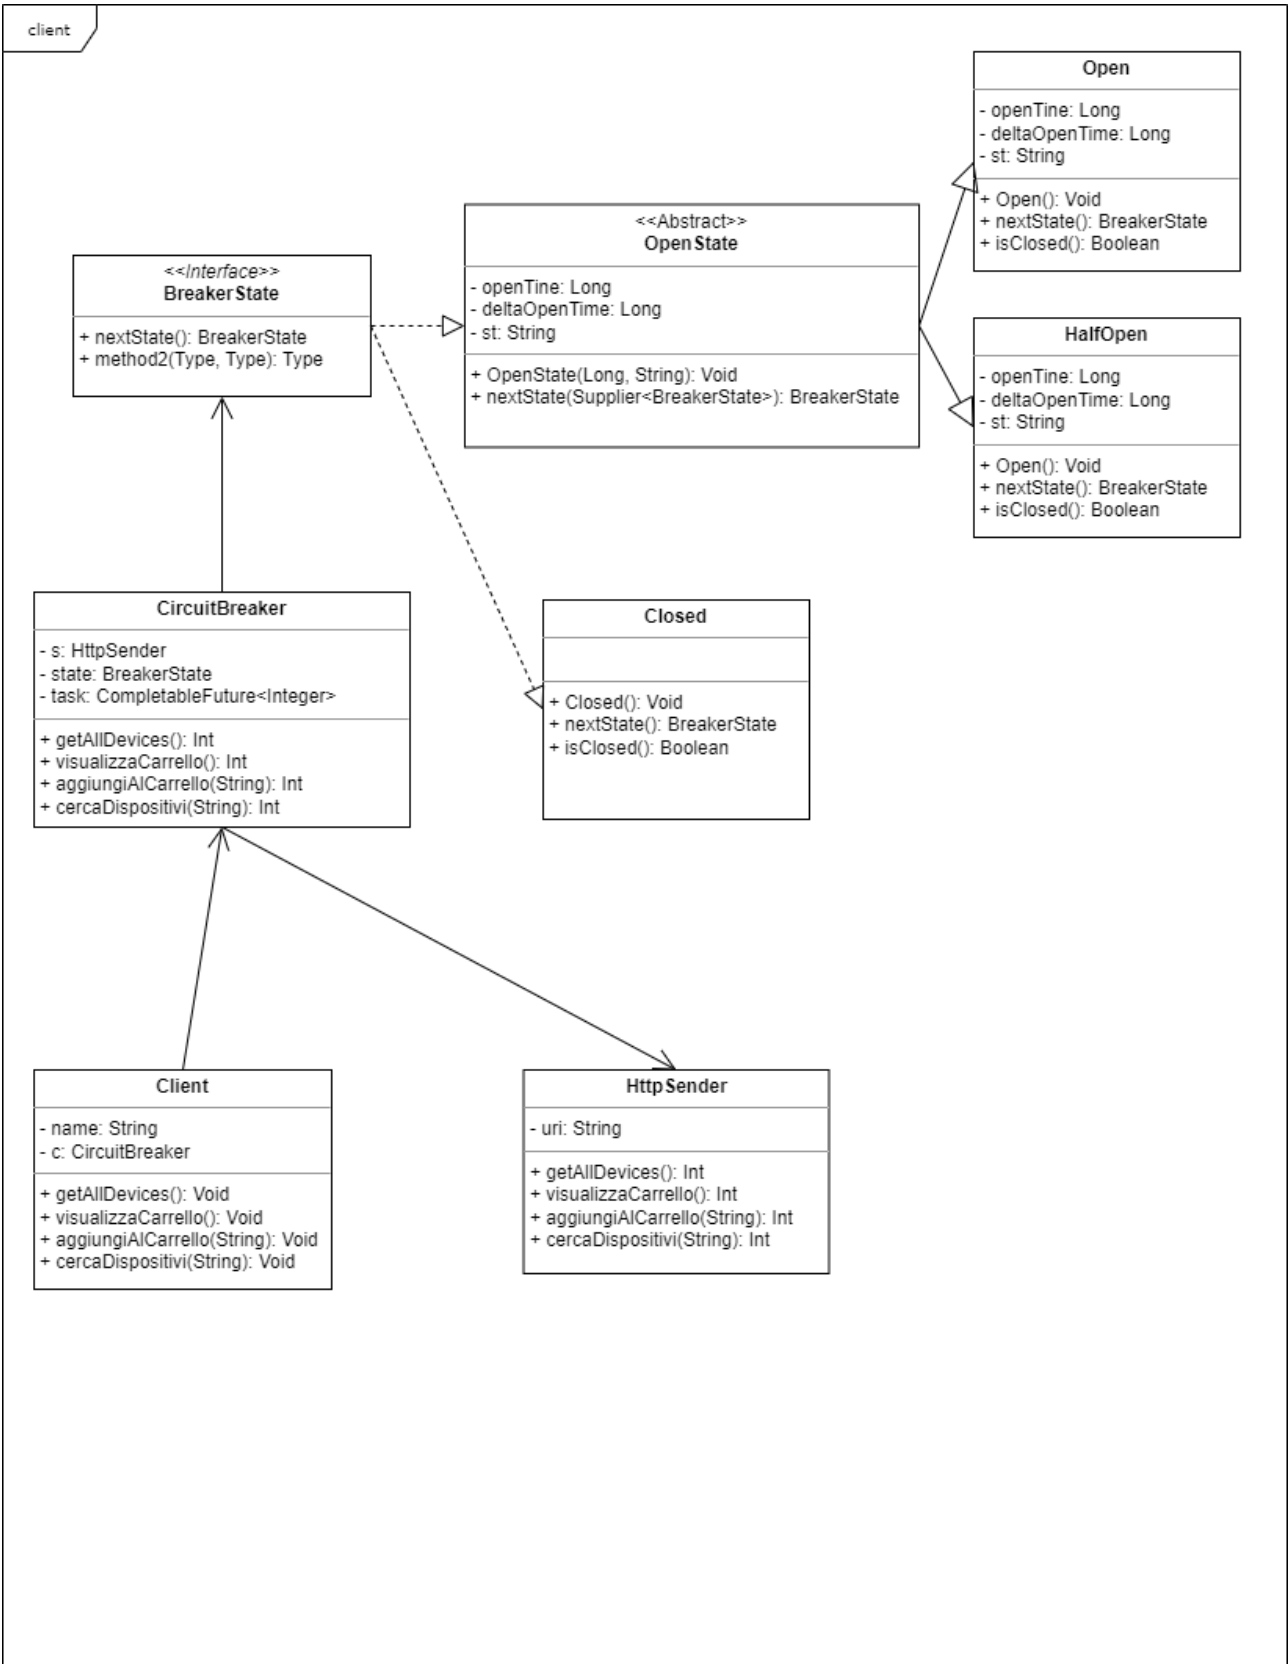 client
Open
- openTine: Long
- deltaOpenTime: Long
- st: String
+ Open(): Void
+ nextState(): BreakerState
+ isClosed(): Boolean
<<Abstract>>
OpenState
- openTine: Long
- deltaOpenTime: Long
- st: String
+ OpenState(Long, String): Void
+ nextState(Supplier<BreakerState>): BreakerState
<<Interface>>
BreakerState
+ nextState(): BreakerState
+ method2(Type, Type): Type
HalfOpen
- openTine: Long
- deltaOpenTime: Long
- st: String
+ Open(): Void
+ nextState(): BreakerState
+ isClosed(): Boolean
CircuitBreaker
- s: HttpSender
- state: BreakerState
- task: CompletableFuture<Integer>
+ getAllDevices(): Int
+ visualizzaCarrello(): Int
+ aggiungiAlCarrello(String): Int
+ cercaDispositivi(String): Int
Closed
+ Closed(): Void
+ nextState(): BreakerState
+ isClosed(): Boolean
Client
- name: String
- c: CircuitBreaker
+ getAllDevices(): Void
+ visualizzaCarrello(): Void
+ aggiungiAlCarrello(String): Void
+ cercaDispositivi(String): Void
HttpSender
- uri: String
+ getAllDevices(): Int
+ visualizzaCarrello(): Int
+ aggiungiAlCarrello(String): Int
+ cercaDispositivi(String): Int